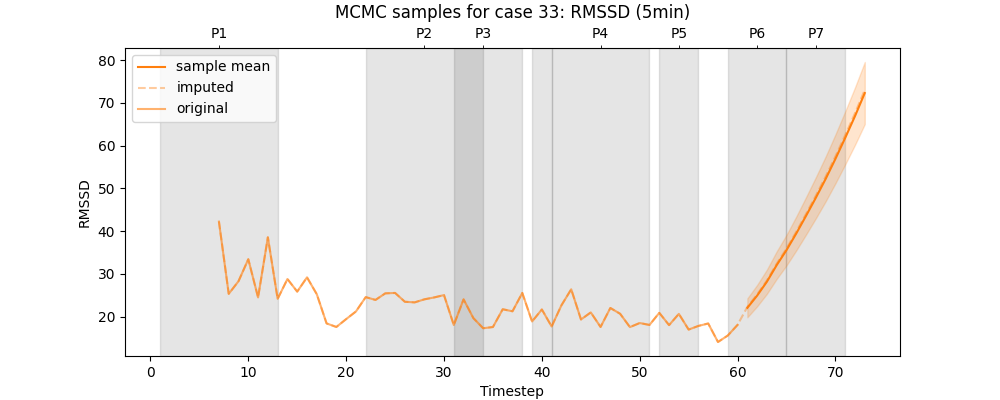 MCMC samples for case 33: RMSSD (5min)
P1 P2 P3 P4 P5 P6 P7
sample mean
imputed
original
80
70
60
50
40
30
20
RMSSD
0 10 20 30 40 50 60 70
Timestep